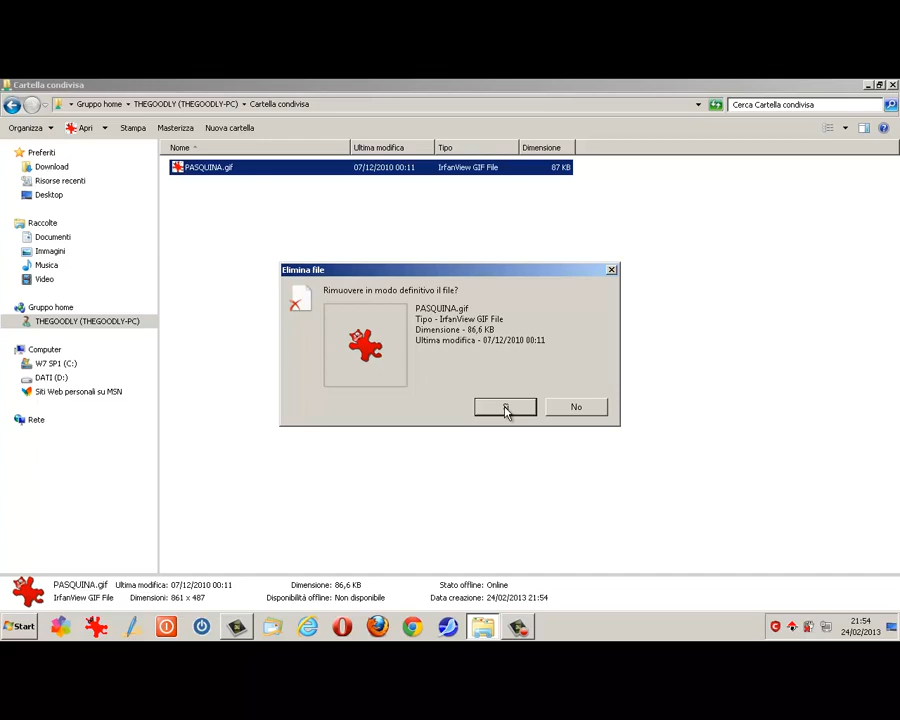 Cartella condivisa
Gruppo home THEGOODLY (THEGOODLY-PC) Cartella condivisa
Cerca Cartella condivisa
Organizza Apri Stampa Masterizza Nuova cartella
Nome Ultima modifica Tipo Dimensione
PASQUINA.gif 07/12/2010 00:11 IrfanView GIF File 87 KB
Preferiti
Download
Risorse recenti
Desktop
Raccolte
Documenti
Immagini
Musica
Video
Gruppo home
THEGOODLY (THEGOODLY-PC)
Computer
W7 SP1 (C:)
DATI (D:)
Siti Web personali su MSN
Rete
Elimina file
Rimuovere in modo definitivo il file?
PASQUINA.gif
Tipo - IrfanView GIF File
Dimensione - 86,6 KB
Ultima modifica - 07/12/2010 00:11
No
PASQUINA.gif Ultima modifica: 07/12/2010 00:11 Dimensione: 86,6 KB Stato offline: Online
IrfanView GIF File Dimensioni: 861 x 487 Disponibilità offline: Non disponibile Data creazione: 24/02/2013 21:54
Start
21:54
24/02/2013